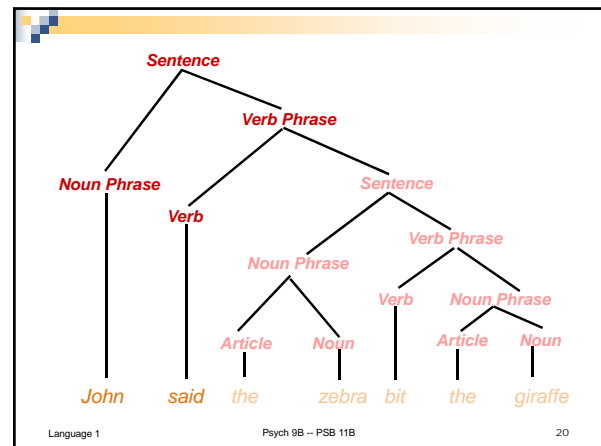 Sentence
Verb Phrase
Noun Phrase Sentence
Verb
Verb Phrase
Noun Phrase
Verb Noun Phrase
Article Noun Article Noun
John said the zebra bit the giraffe
Language 1 Psych 9B -- PSB 11B 20